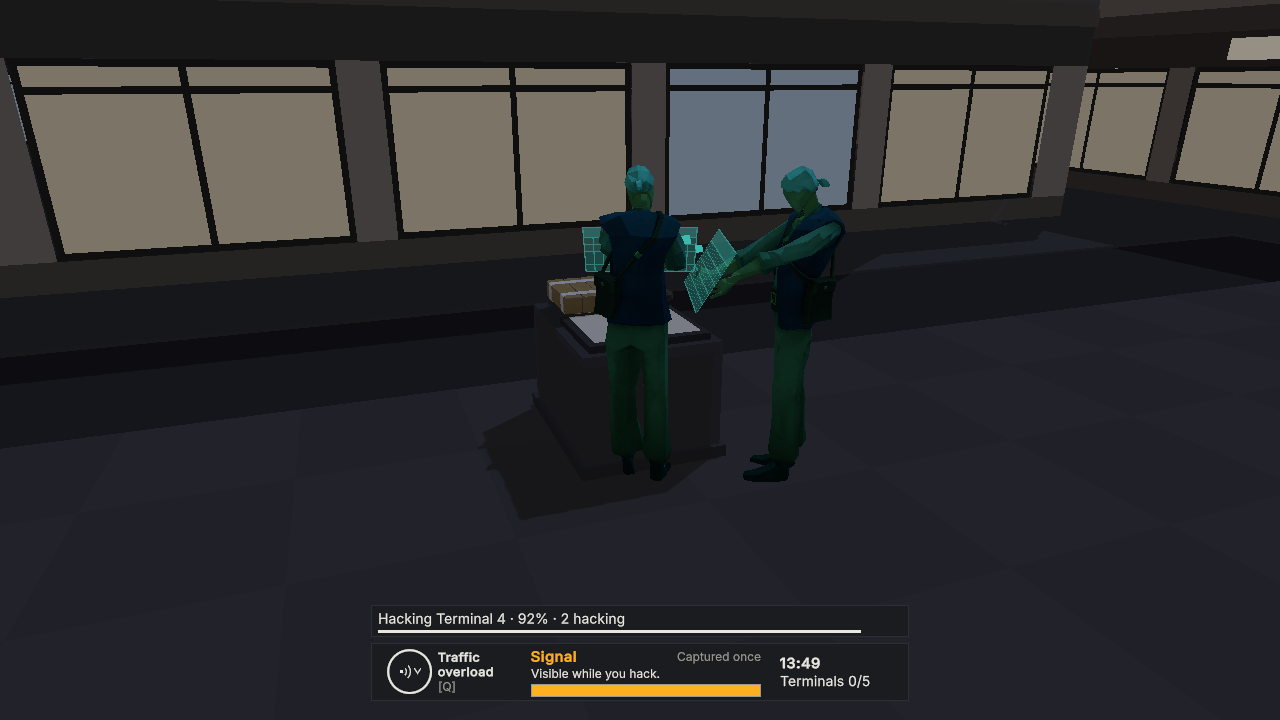 Hacking Terminal 4 · 92% · 2 hacking
Traffic
overload
[Q]
Signal
Captured once
Visible while you hack.
13:49
Terminals 0/5